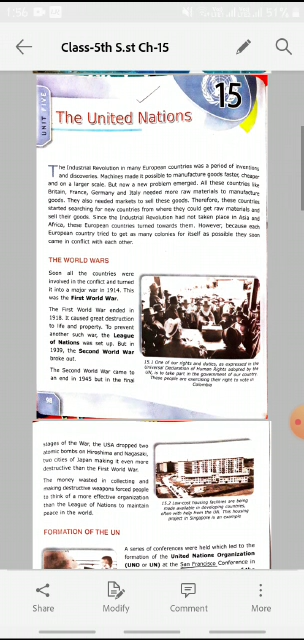 1:56
51%
Class-5th S.st Ch-15
UNIT FIVE
15
The United Nations
The Industrial Revolution in many European countries was a period of inventions
and discoveries. Machines made it possible to manufacture goods faster, cheaper
and on a larger scale. But now a new problem emerged. All these countries like
Britain, France, Germany and Italy needed more raw materials to manufacture
goods. They also needed markets to sell these goods. Therefore, these countries
started searching for new countries from where they could get raw materials and
sell their goods. Since the Industrial Revolution had not taken place in Asia and
Africa, these European countries turned towards them. However, because each
European country tried to get as many colonies for itself as possible they soon
came in conflict with each other.
THE WORLD WARS
Soon all the countries were
involved in the conflict and turned
it into a major war in 1914. This
was the First World War.
The First World War ended in
1918. It caused great destruction
to life and property. To prevent
another such war, the League
of Nations was set up. But in
1939, the Second World War
broke out.
The Second World War came to
an end in 1945 but in the final
15.1 One of our rights and duties, as expressed in the
Universal Declaration of Human Rights adopted by the
UN, is to take part in the government of our country.
These people are exercising their right to vote in
Colombia
98
stages of the War, the USA dropped two
atomic bombs on Hiroshima and Nagasaki,
two cities of Japan making it even more
destructive than the First World War.
The money wasted in collecting and
making destructive weapons forced people
to think of a more effective organization
than the League of Nations to maintain
peace in the world.
15.2 Low-cost housing facilities are being
made available in developing countries,
often with help from the UN. This housing
project in Singapore is an example
FORMATION OF THE UN
A series of conferences were held which led to the
formation of the United Nations Organization
(UNO or UN) at the San Francisco Conference in
Share
Modify
Comment
More